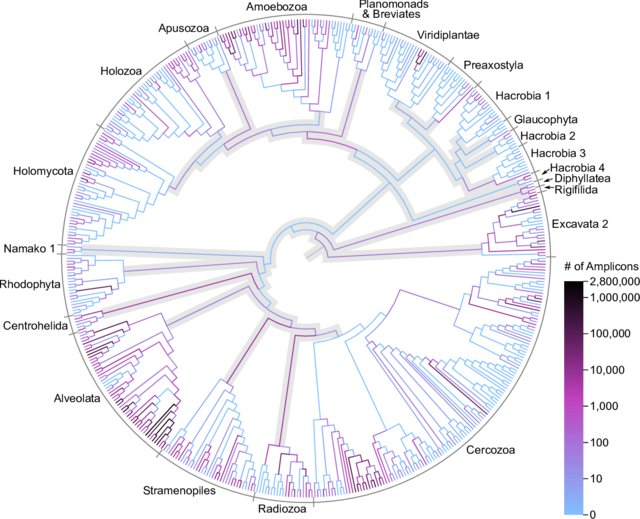 Amoebozoa
Planomonads
& Breviates
Apusozoa
Viridiplantae
Preaxostyla
Holozoa
Hacrobia 1
Glaucophyta
Hacrobia 2
Hacrobia 3
Holomycota
Hacrobia 4
Diphyllatea
Rigifilida
Excavata 2
Namako 1
# of Amplicons
Rhodophyta
2,800,000
1,000,000
Centrohelida
100,000
10,000
Alveolata
1,000
100
Cercozoa
10
Stramenopiles
Radiozoa
0